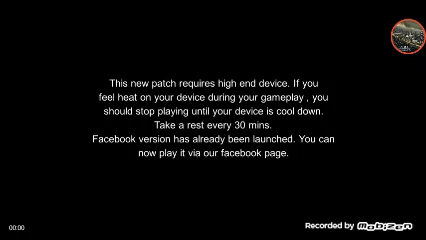 This new patch requires high end device. If you
feel heat on your device during your gameplay , you
should stop playing until your device is cool down.
Take a rest every 30 mins.
Facebook version has already been launched. You can
now play it via our facebook page.
00:00
Recorded by mobizen